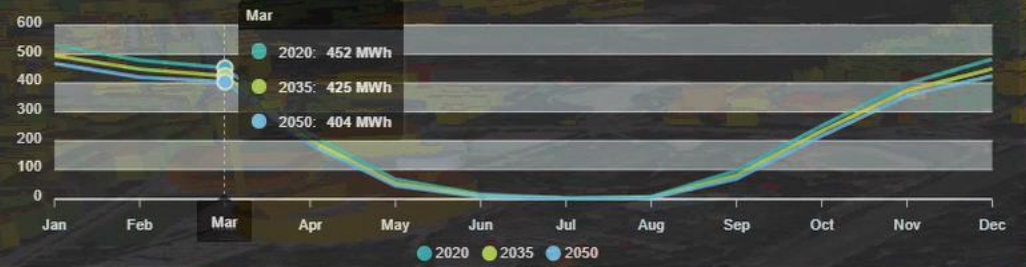 Mar
600
500
400
300
200
100
0
2020: 452 MWh
2035: 425 MWh
2050: 404 MWh
Jan Feb Mar Apr May Jun Jul Aug Sep Oct Nov Dec
2020 2035 2050